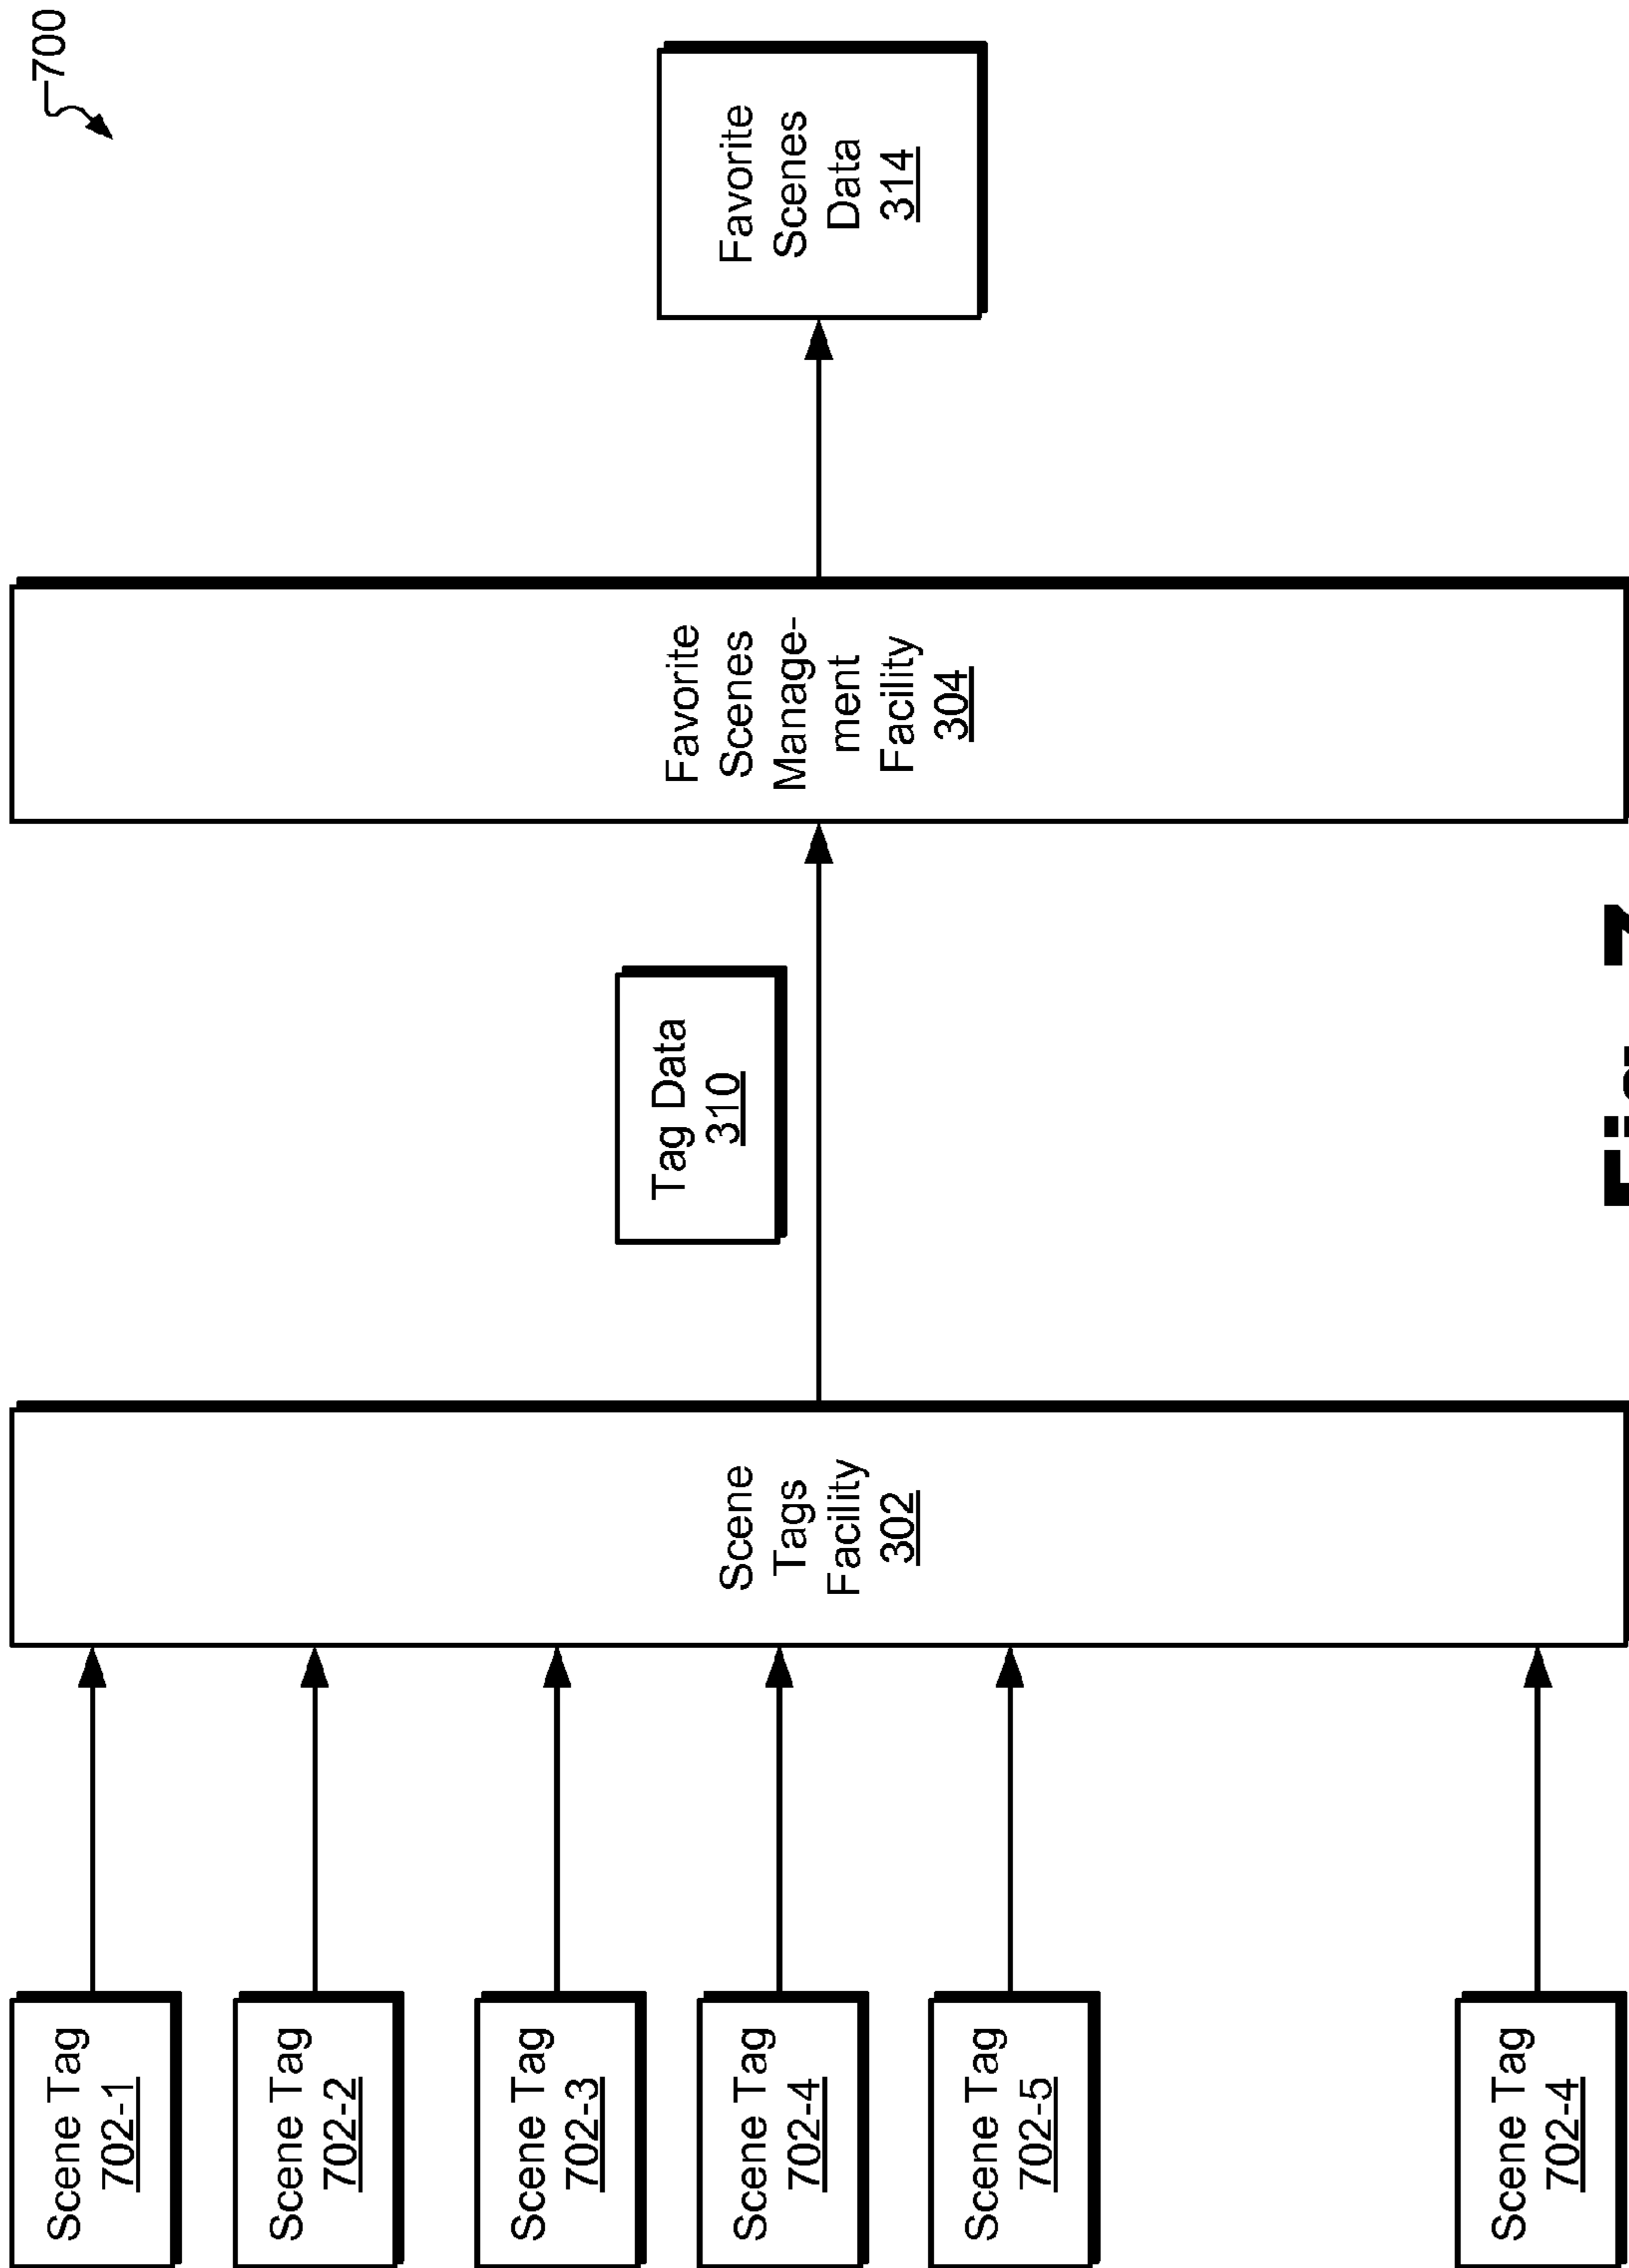 700
Scene Tag
702-1
Scene Tag
702-2
Scene Tag
702-3
Scene Tag
702-4
Scene Tag
702-5
Scene Tag
702-4
Scene
Tags
Facility
302
Tag Data
310
Favorite
Scenes
Manage-
ment
Facility
304
Favorite
Scenes
Data
314